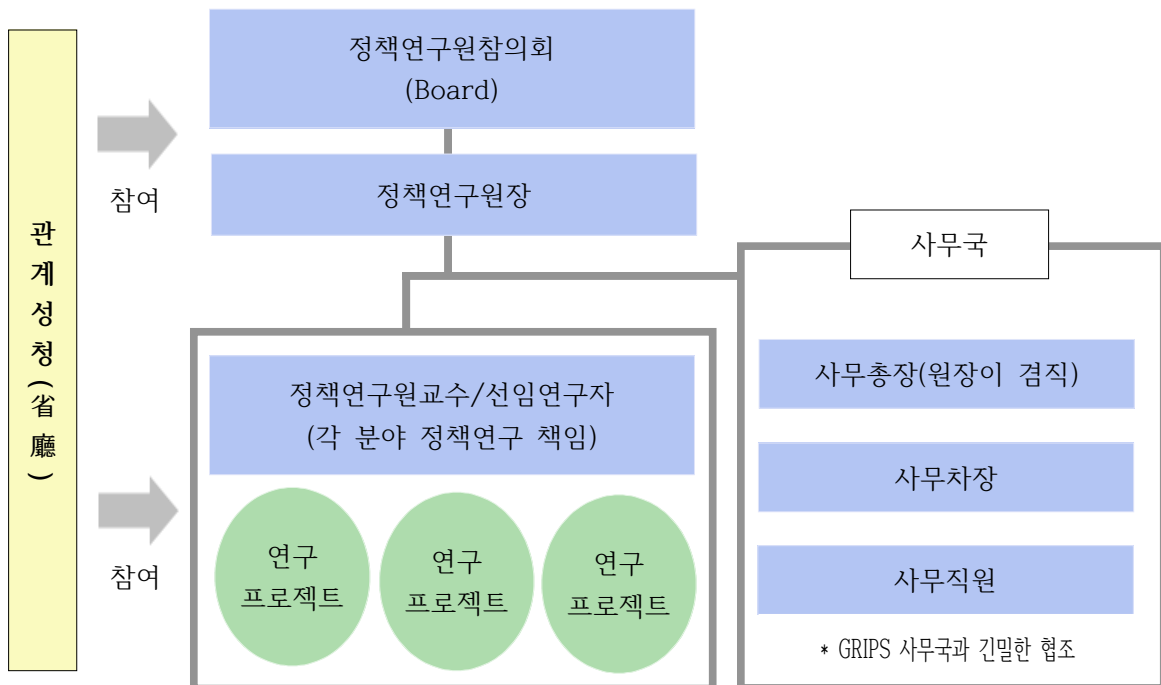 관계성청(省廳)
참여
참여
정책연구원참의회
(Board)
정책연구원장
정책연구원교수/선임연구자
(각 분야 정책연구 책임)
연구
프로젝트
연구
프로젝트
연구
프로젝트
사무국
사무총장(원장이 겸직)
사무차장
사무직원
* GRIPS 사무국과 긴밀한 협조